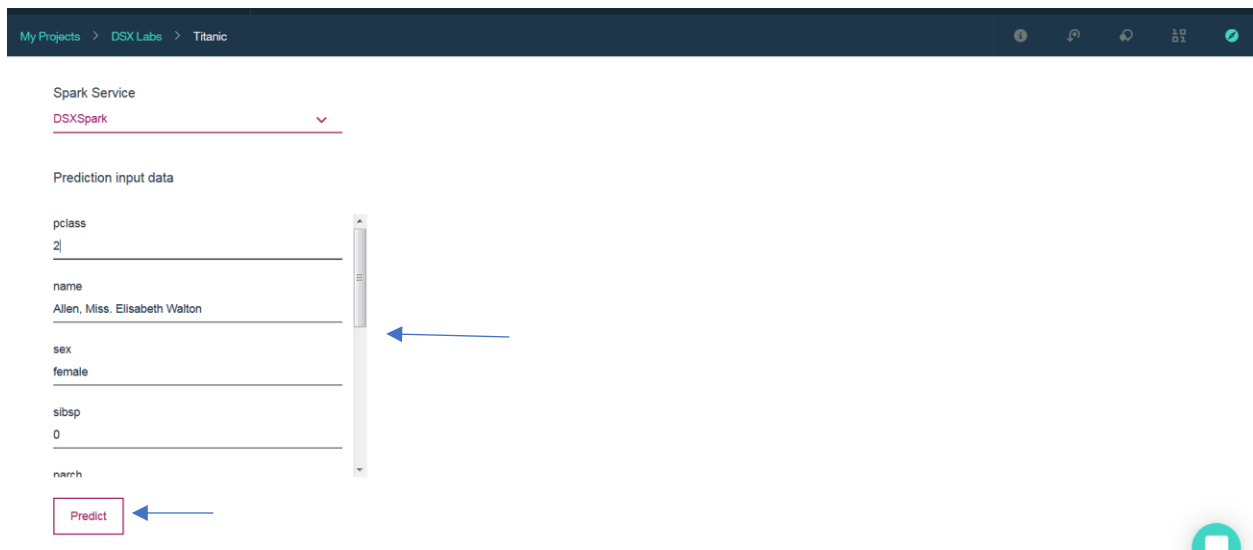 My Projects > DSX Labs > Titanic
Spark Service
DSXSpark
Prediction input data
pclass
2
name
Allen, Miss. Elisabeth Walton
sex
female
sibsp
0
parch
Predict